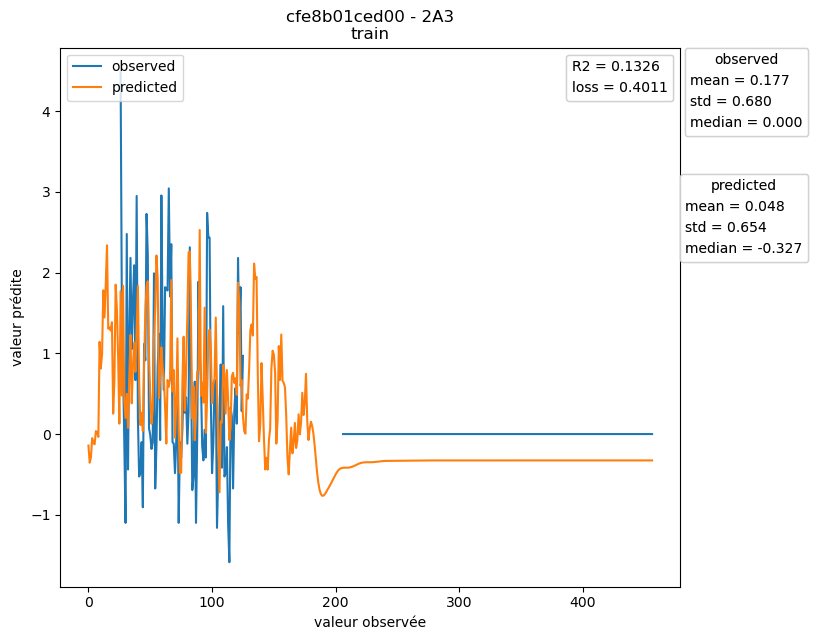 cfe8b01ced00 - 2A3
train
observed
predicted
R2 = 0.1326
loss = 0.4011
observed
mean = 0.177
std = 0.680
median = 0.000
predicted
mean = 0.048
std = 0.654
median = -0.327
valeur prédite
4
3
2
1
0
−1
0
100
200
300
400
valeur observée